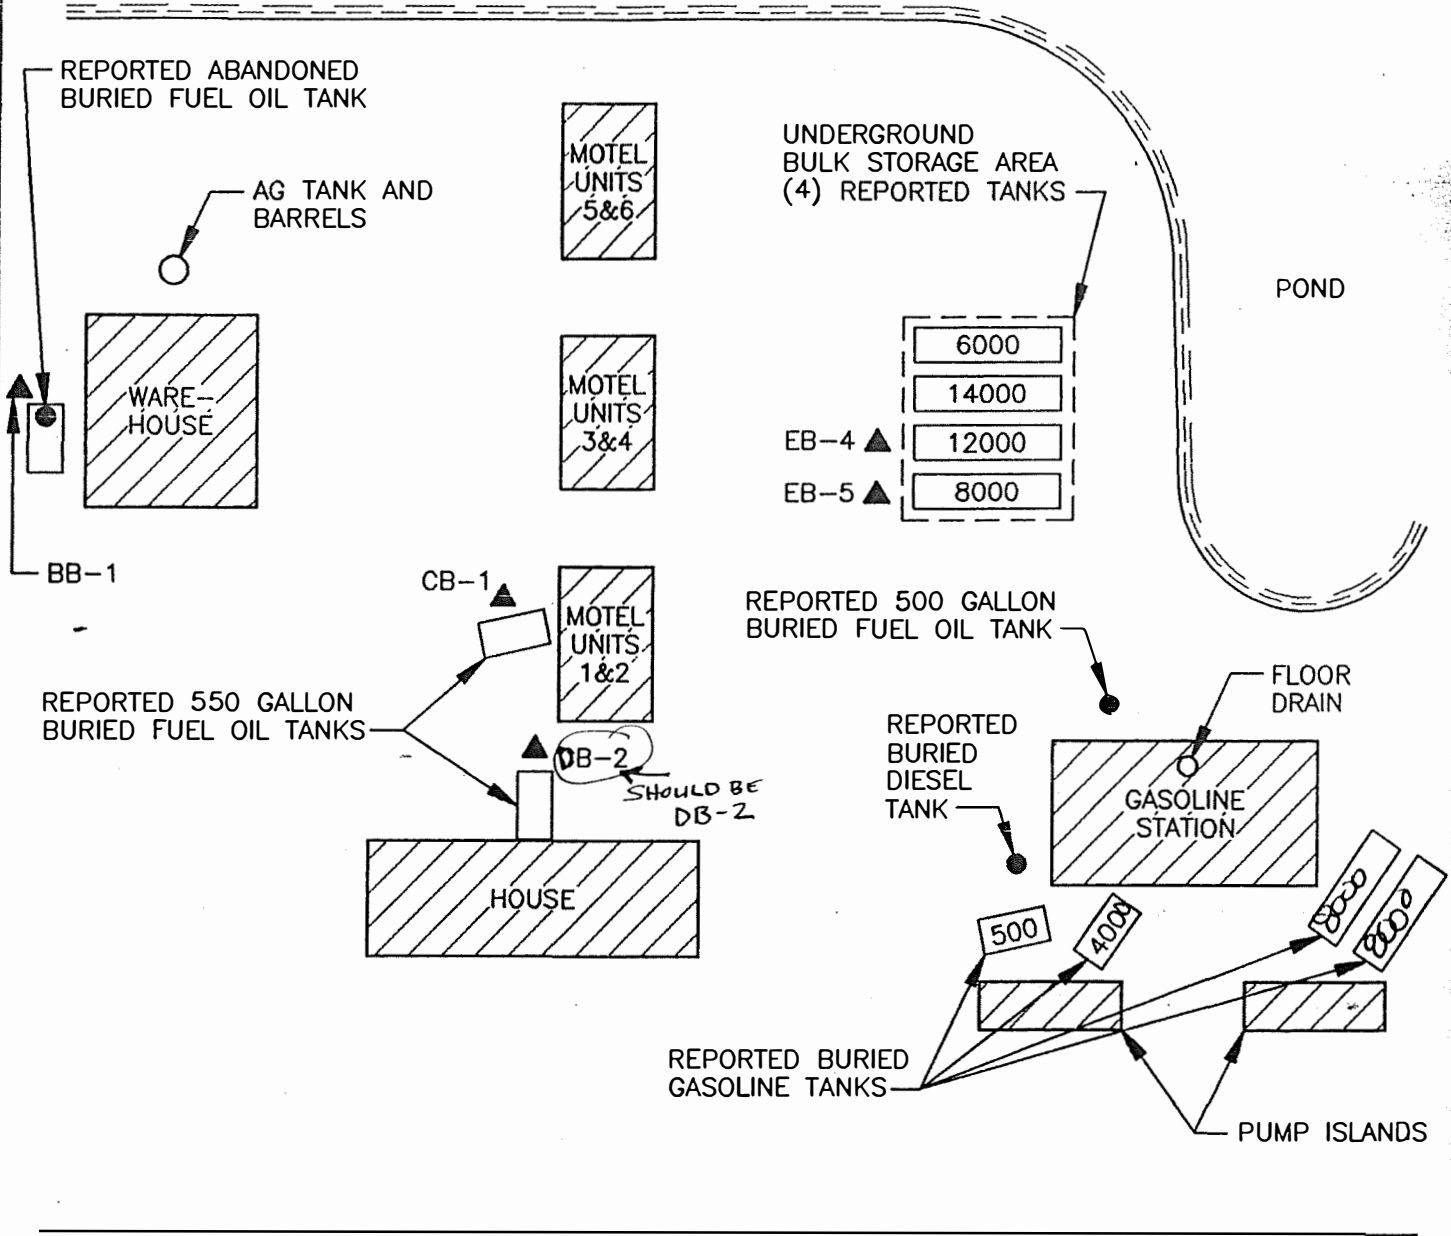 REPORTED ABANDONED
BURIED FUEL OIL TANK
AG TANK AND
BARRELS
MOTEL
UNITS
5&6
UNDERGROUND
BULK STORAGE AREA
(4) REPORTED TANKS
POND
WARE-
HOUSE
MOTEL
UNITS
3&4
6000
14000
EB-4
12000
EB-5
8000
BB-1
CB-1
MOTEL
UNITS
1&2
REPORTED 500 GALLON
BURIED FUEL OIL TANK
REPORTED 550 GALLON
BURIED FUEL OIL TANKS
DB-2
SHOULD BE
DB-2
HOUSE
REPORTED
BURIED
DIESEL
TANK
FLOOR
DRAIN
GASOLINE
STATION
500
4000
8000
8000
REPORTED BURIED
GASOLINE TANKS
PUMP ISLANDS